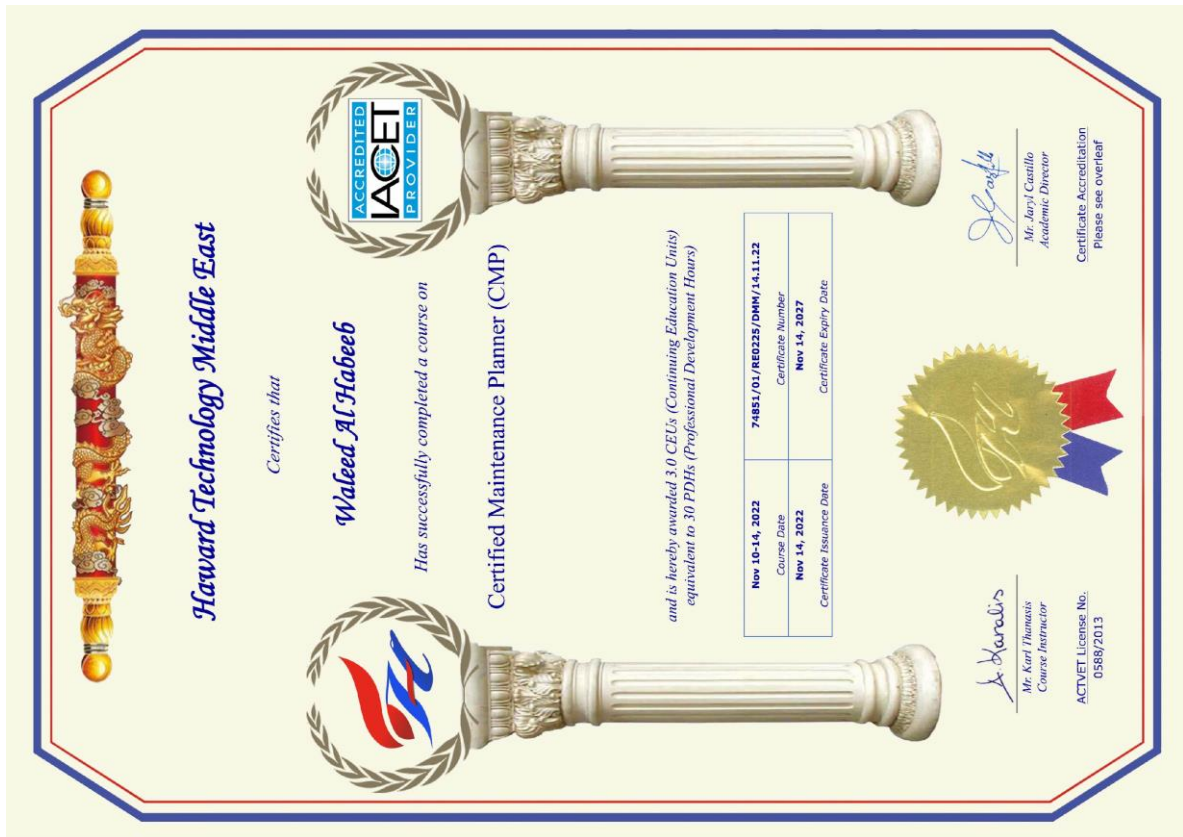 Haward Technology Middle East
Certifies that
Waleed Al Habeeb
Has successfully completed a course on
Certified Maintenance Planner (CMP)
ACCREDITED
IACET
PROVIDER
and is hereby awarded 3.0 CEUs (Continuing Education Units)
equivalent to 30 PDHs (Professional Development Hours)
Nov 10-14, 2022 74851/01/RE0225/DMM/14.11.22
Course Date Certificate Number
Nov 14, 2022 Nov 14, 2027
Certificate Issuance Date Certificate Expiry Date
Mr. Karl Thanasis
Course Instructor
Mr. Jaryl Castillo
Academic Director
ACTVET License No.
0588/2013
Certificate Accreditation
Please see overleaf